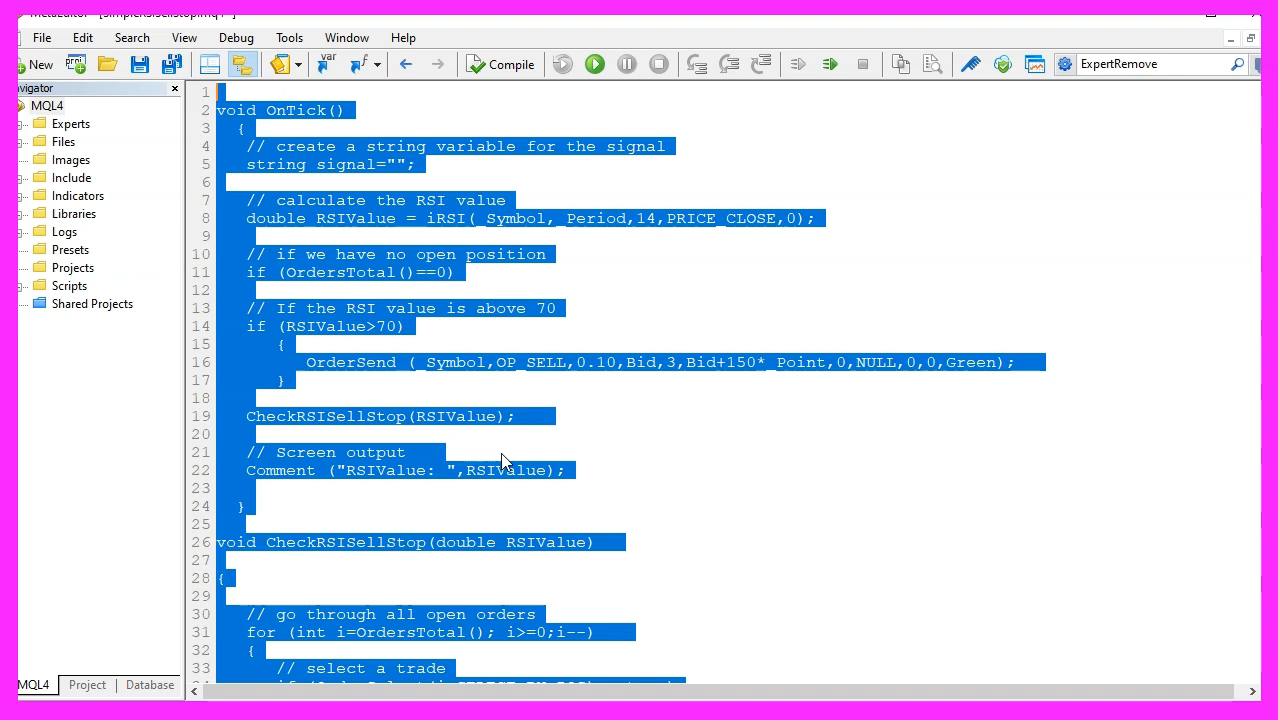 MetaEditor - [SimpleRSISellStop.mq4 *]
File Edit Search View Debug Tools Window Help
New Compile ExpertRemove
avigator
MQL4
Experts
Files
Images
Include
Indicators
Libraries
Logs
Presets
Projects
Scripts
Shared Projects
1
2 void OnTick()
3 {
4 // create a string variable for the signal
5 string signal="";
6
7 // calculate the RSI value
8 double RSIValue = iRSI(_Symbol,_Period,14,PRICE_CLOSE,0);
9
10 // if we have no open position
11 if (OrdersTotal()==0)
12
13 // If the RSI value is above 70
14 if (RSIValue>70)
15 {
16 OrderSend (_Symbol,OP_SELL,0.10,Bid,3,Bid+150*_Point,0,NULL,0,0,Green);
17 }
18
19 CheckRSISellStop(RSIValue);
20
21 // Screen output
22 Comment ("RSIValue: ",RSIValue);
23
24 }
25
26 void CheckRSISellStop(double RSIValue)
27
28 {
29
30 // go through all open orders
31 for (int i=OrdersTotal(); i>=0;i--)
32 {
33 // select a trade
MQL4 Project Database